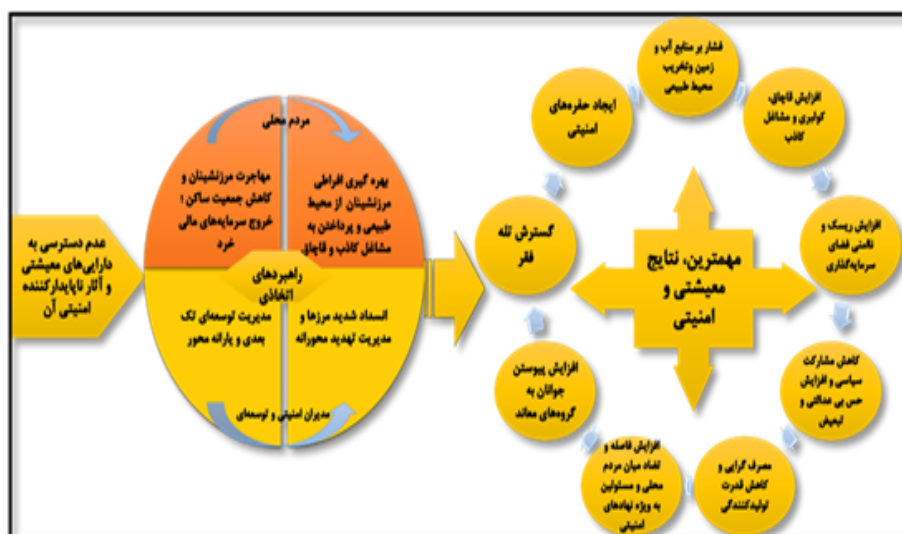 عدم دسترسی به
دارایی‌های معیشتی
و آثار ناپایدارکننده
امنیتی آن
مردم محلی
مهاجرت مرزنشینان و
کاهش جمعیت ساکن ؛
خروج سرمایه‌های مالی
خرد
بهره گیری افراطی
مرزنشینان از محیط
طبیعی و پرداختن به
مشاغل کاذب و قاچاق
راهبردهای
اتخاذی
مدیریت توسعه‌ای تک
بعدی و یارانه محور
انسداد شدید مرزها و
مدیریت تهدید محورانه
مدیران امنیتی و توسعه‌ای
مهمترین، نتایج
معیشتی و
امنیتی
فشار بر منابع آب و
زمین وتخریب
محیط طبیعی
افزایش قاچاق،
کولبری و مشاغل
کاذب
افزایش ریسک و
ناامنی فضای
سرمایه‌گذاری
کاهش مشارکت
سیاسی و افزایش
حس بی عدالتی و
تبعیض
مصرف گرایی و
کاهش قدرت
تولیدکنندگی
افزایش فاصله و
تضاد میان مردم
محلی و مسئولین
به ویژه نهادهای
امنیتی
افزایش پیوستن
جوانان به
گروه‌های معاند
گسترش تله
فقر
ایجاد حفره‌های
امنیتی